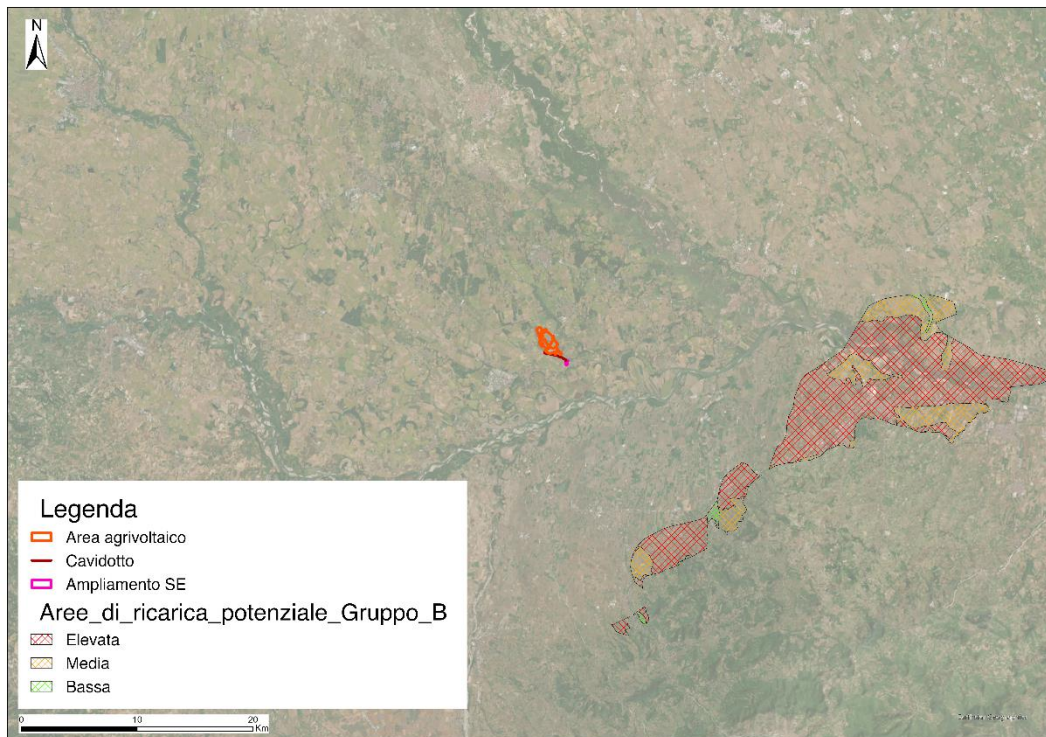 N
Legenda
Area agrivoltaico
Cavidotto
Ampliamento SE
Aree_di_ricarica_potenziale_Gruppo_B
Elevata
Media
Bassa
0 10 20
Km